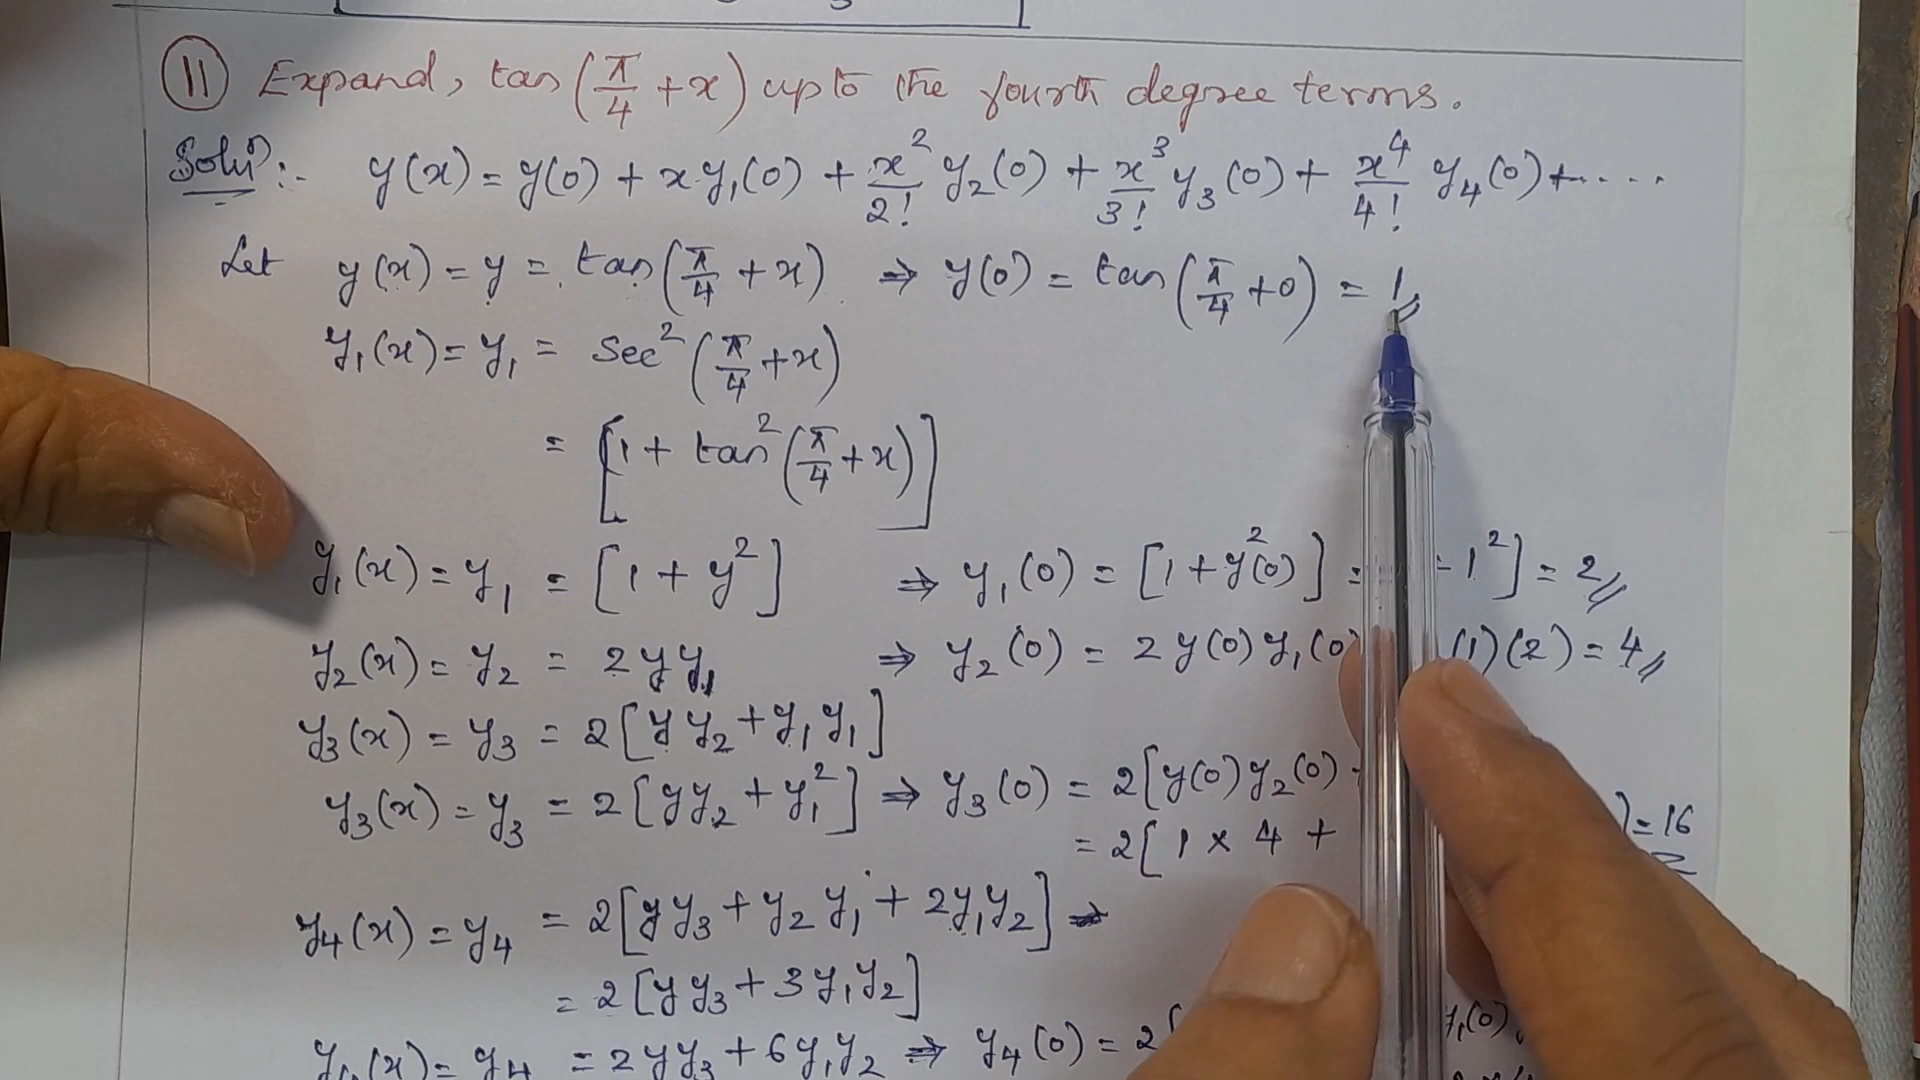 11 Expand, tan(π/4 + x) upto the fourth degree terms.
Soln:- y(x) = y(0) + x y₁(0) + x²/2! y₂(0) + x³/3! y₃(0) + x⁴/4! y₄(0) + ....
Let y(x) = y = tan(π/4 + x) ⇒ y(0) = tan(π/4 + 0) = 1
y₁(x) = y₁ = Sec²(π/4 + x)
= [1 + tan²(π/4 + x)]
y₁(x) = y₁ = [1 + y²] ⇒ y₁(0) = [1 + y²(0)] = 1²] = 2
y₂(x) = y₂ = 2yy₁ ⇒ y₂(0) = 2y(0)y₁(0 (1)(2) = 4
y₃(x) = y₃ = 2[yy₂ + y₁y₁]
y₃(x) = y₃ = 2[yy₂ + y₁²] ⇒ y₃(0) = 2[y(0)y₂(0)
= 2[1 × 4 + ) = 16
y₄(x) = y₄ = 2[yy₃ + y₂y₁ + 2y₁y₂] ⇒
= 2[yy₃ + 3y₁y₂]
y₄(x) = y₄ = 2yy₃ + 6y₁y₂ ⇒ y₄(0) = 2[ y₁(0)